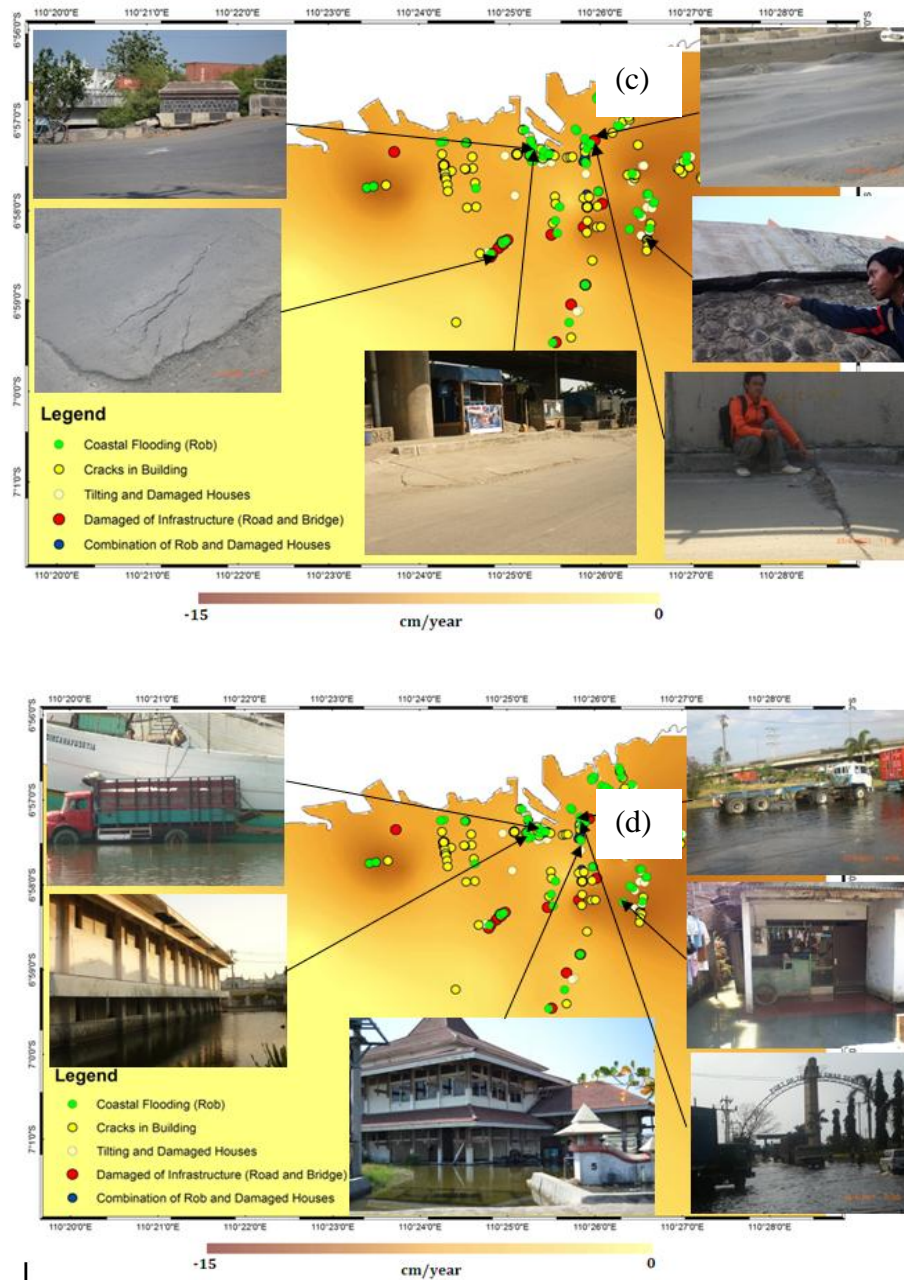 110°20'0"E 110°21'0"E 110°22'0"E 110°23'0"E 110°24'0"E 110°25'0"E 110°26'0"E 110°27'0"E 110°28'0"E
6°56'0"S
6°57'0"S
6°58'0"S
6°59'0"S
7°0'0"S
7°1'0"S
(c)
Legend
Coastal Flooding (Rob)
Cracks in Building
Tilting and Damaged Houses
Damaged of Infrastructure (Road and Bridge)
Combination of Rob and Damaged Houses
110°20'0"E 110°21'0"E 110°22'0"E 110°23'0"E 110°24'0"E 110°25'0"E 110°26'0"E 110°27'0"E 110°28'0"E
-15 0
cm/year
110°20'0"E 110°21'0"E 110°22'0"E 110°23'0"E 110°24'0"E 110°25'0"E 110°26'0"E 110°27'0"E 110°28'0"E
6°56'0"S
6°57'0"S
6°58'0"S
6°59'0"S
7°0'0"S
7°1'0"S
(d)
5
Legend
Coastal Flooding (Rob)
Cracks in Building
Tilting and Damaged Houses
Damaged of Infrastructure (Road and Bridge)
Combination of Rob and Damaged Houses
110°20'0"E 110°21'0"E 110°22'0"E 110°23'0"E 110°24'0"E 110°25'0"E 110°26'0"E 110°27'0"E 110°28'0"E
-15 0
cm/year